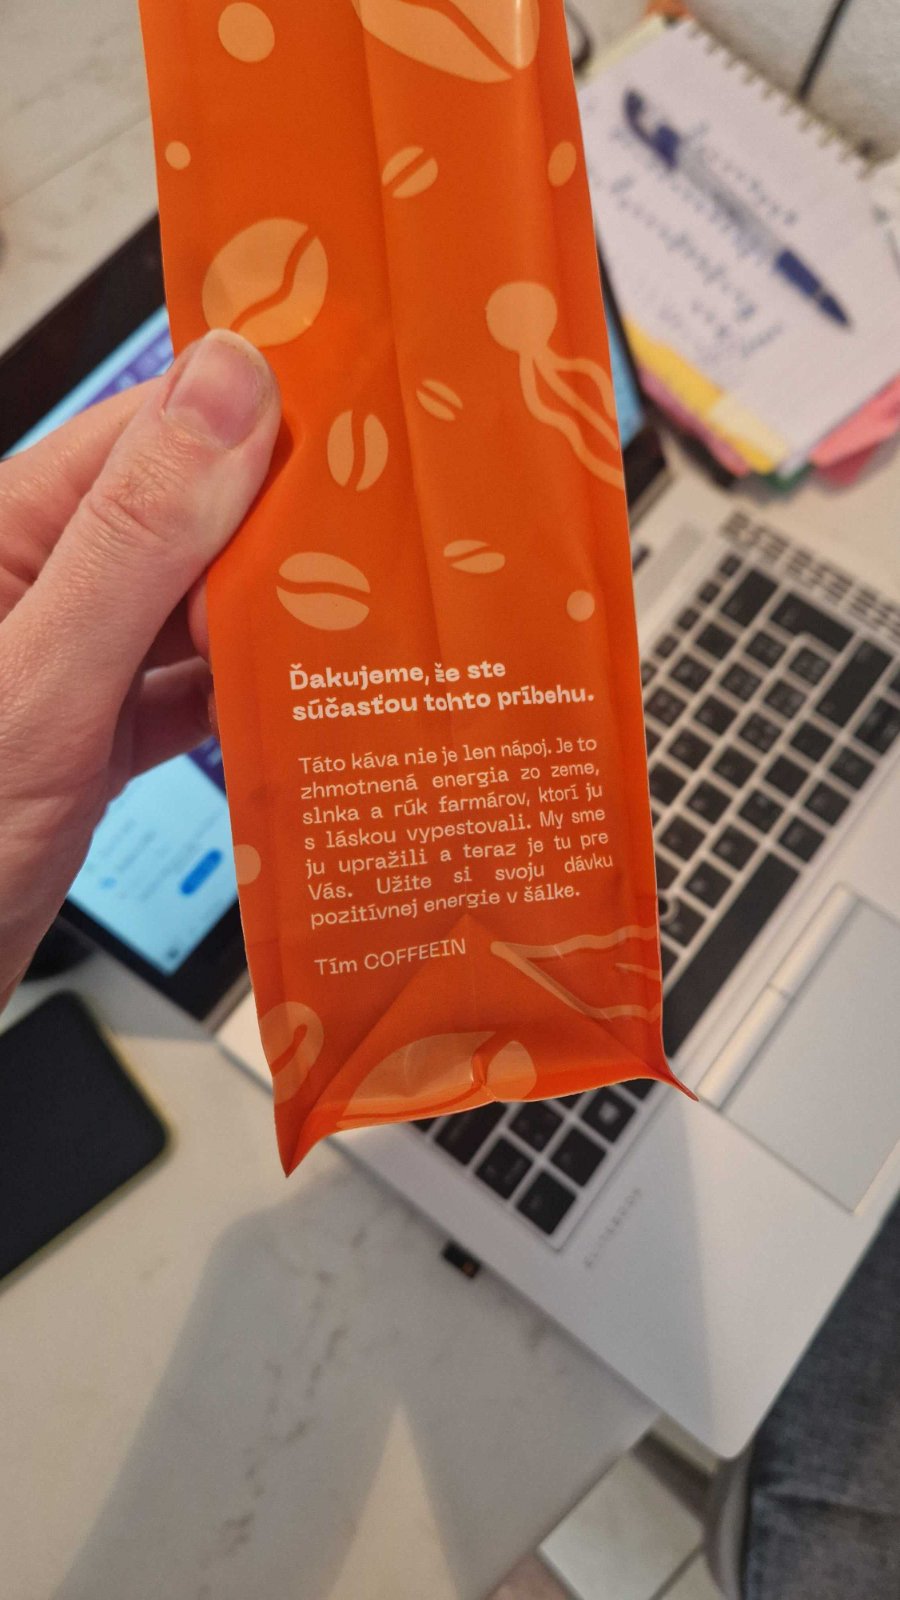 Ďakujeme, že ste
súčasťou tohto príbehu.
Táto káva nie je len nápoj. Je to
zhmotnená energia zo zeme,
slnka a rúk farmárov, ktorí ju
s láskou vypestovali. My sme
ju upražili a teraz je tu pre
Vás. Užite si svoju dávku
pozitívnej energie v šálke.
Tím COFFEEIN